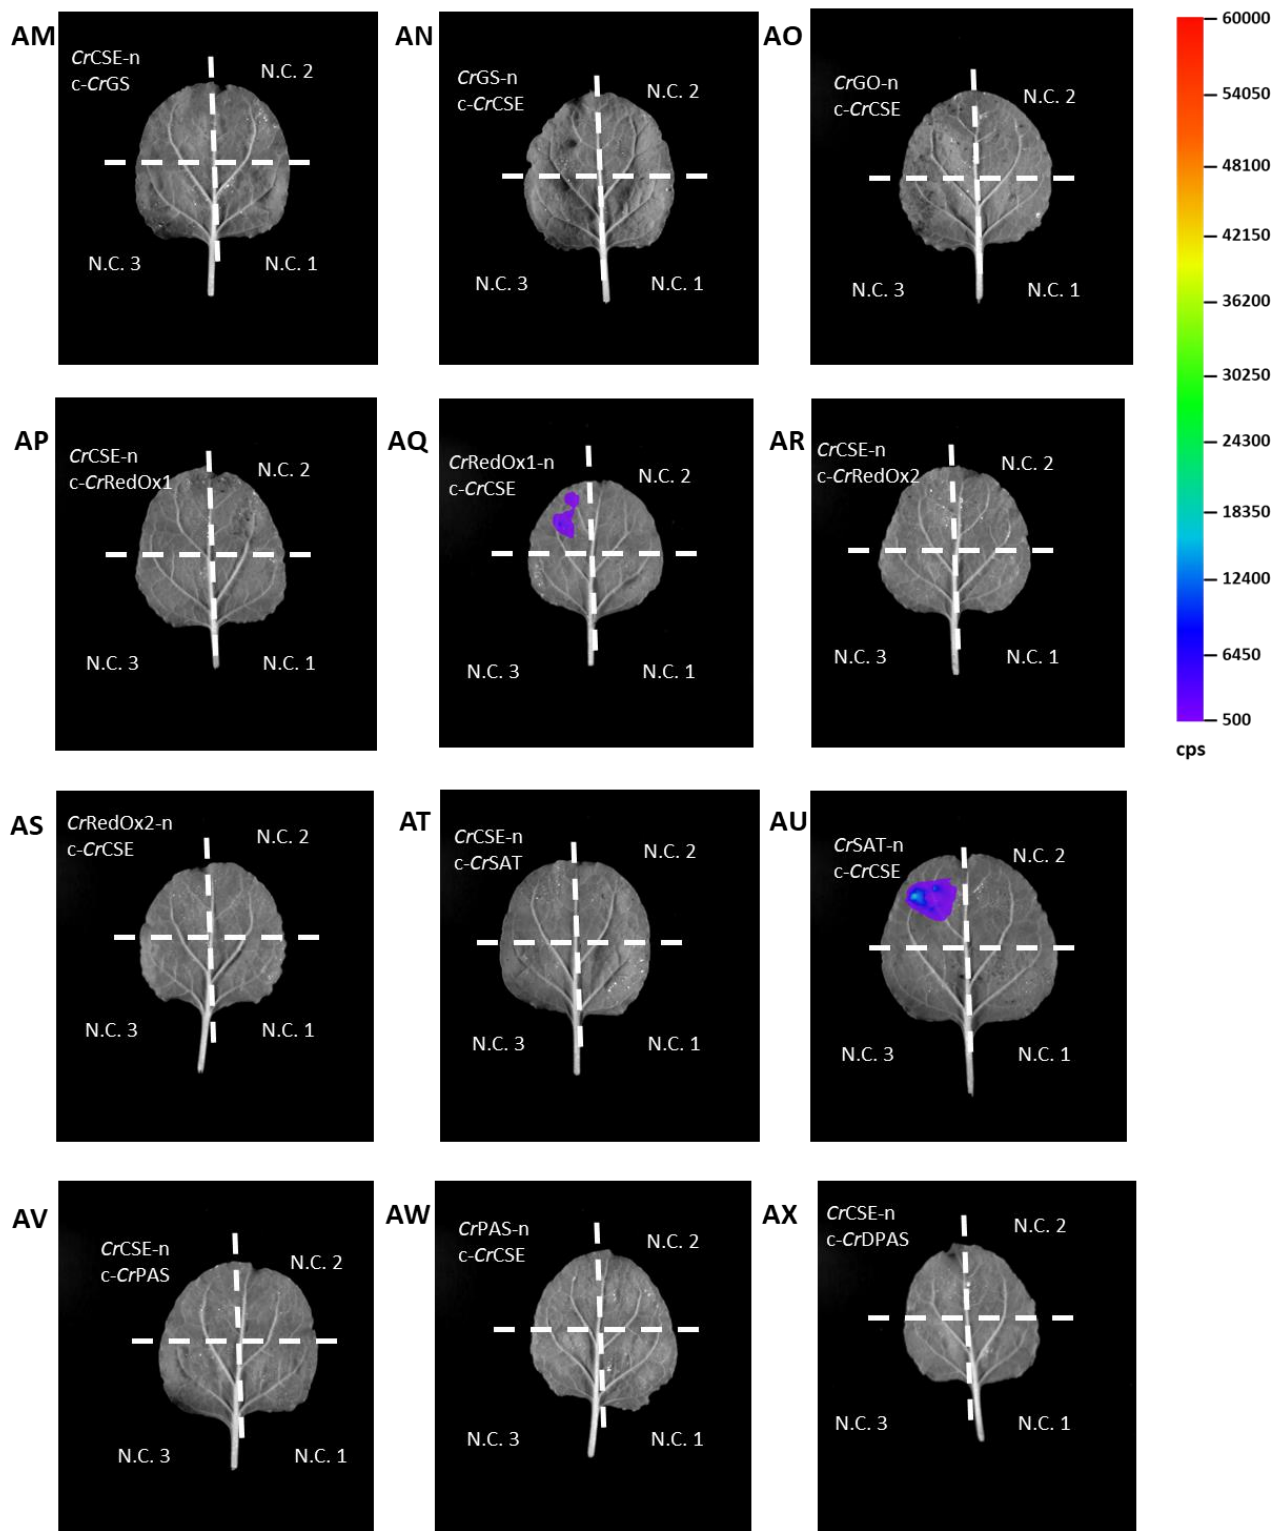 AM
CrCSE-n
c-CrGS
N.C. 2
N.C. 3
N.C. 1
AN
CrGS-n
c-CrCSE
N.C. 2
N.C. 3
N.C. 1
AO
CrGO-n
c-CrCSE
N.C. 2
N.C. 3
N.C. 1
60000
54050
48100
42150
36200
30250
24300
18350
12400
6450
500
cps
AP
CrCSE-n
c-CrRedOx1
N.C. 2
N.C. 3
N.C. 1
AQ
CrRedOx1-n
c-CrCSE
N.C. 2
N.C. 3
N.C. 1
AR
CrCSE-n
c-CrRedOx2
N.C. 2
N.C. 3
N.C. 1
AS
CrRedOx2-n
c-CrCSE
N.C. 2
N.C. 3
N.C. 1
AT
CrCSE-n
c-CrSAT
N.C. 2
N.C. 3
N.C. 1
AU
CrSAT-n
c-CrCSE
N.C. 2
N.C. 3
N.C. 1
AV
CrCSE-n
c-CrPAS
N.C. 2
N.C. 3
N.C. 1
AW
CrPAS-n
c-CrCSE
N.C. 2
N.C. 3
N.C. 1
AX
CrCSE-n
c-CrDPAS
N.C. 2
N.C. 3
N.C. 1